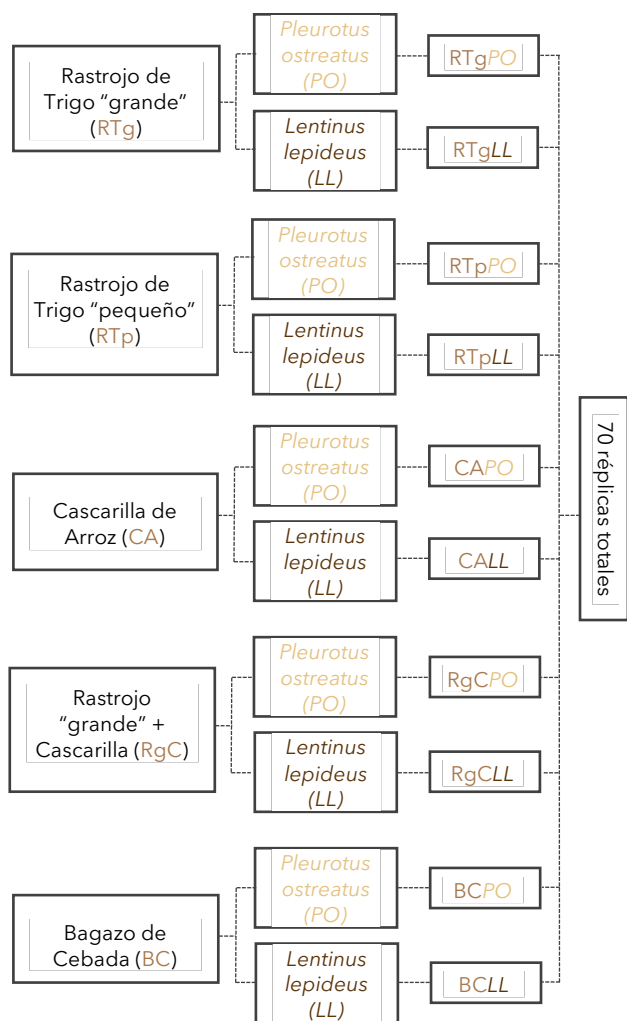 Rastrojo de
Trigo “grande”
(RTg)
Pleurotus
ostreatus
(PO)
RTgPO
Lentinus
lepideus
(LL)
RTgLL
Rastrojo de
Trigo “pequeño”
(RTp)
Pleurotus
ostreatus
(PO)
RTpPO
Lentinus
lepideus
(LL)
RTpLL
Cascarilla de
Arroz (CA)
Pleurotus
ostreatus
(PO)
CAPO
Lentinus
lepideus
(LL)
CALL
Rastrojo
“grande” +
Cascarilla (RgC)
Pleurotus
ostreatus
(PO)
RgCPO
Lentinus
lepideus
(LL)
RgCLL
Bagazo de
Cebada (BC)
Pleurotus
ostreatus
(PO)
BCPO
Lentinus
lepideus
(LL)
BCLL
70 réplicas totales